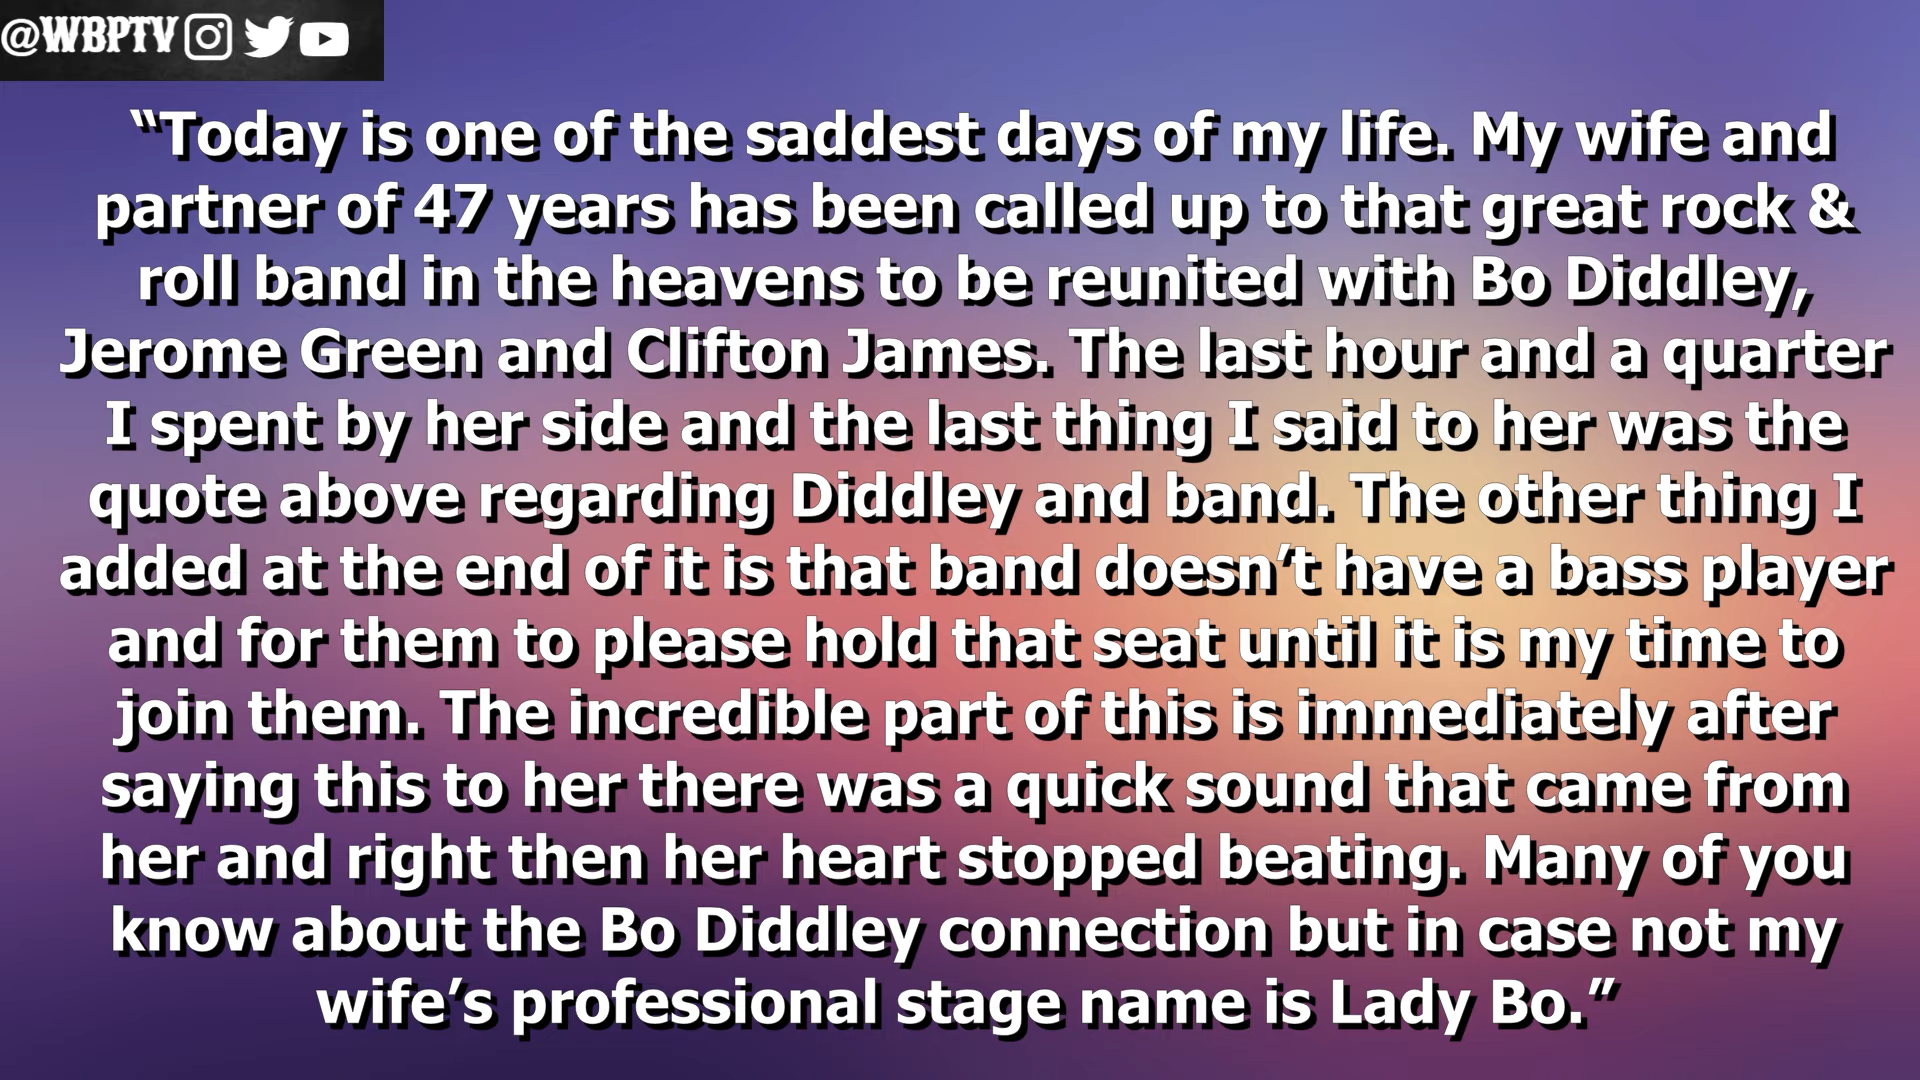 @WBPTV
“Today is one of the saddest days of my life. My wife and
partner of 47 years has been called up to that great rock &
roll band in the heavens to be reunited with Bo Diddley,
Jerome Green and Clifton James. The last hour and a quarter
I spent by her side and the last thing I said to her was the
quote above regarding Diddley and band. The other thing I
added at the end of it is that band doesn’t have a bass player
and for them to please hold that seat until it is my time to
join them. The incredible part of this is immediately after
saying this to her there was a quick sound that came from
her and right then her heart stopped beating. Many of you
know about the Bo Diddley connection but in case not my
wife’s professional stage name is Lady Bo.”